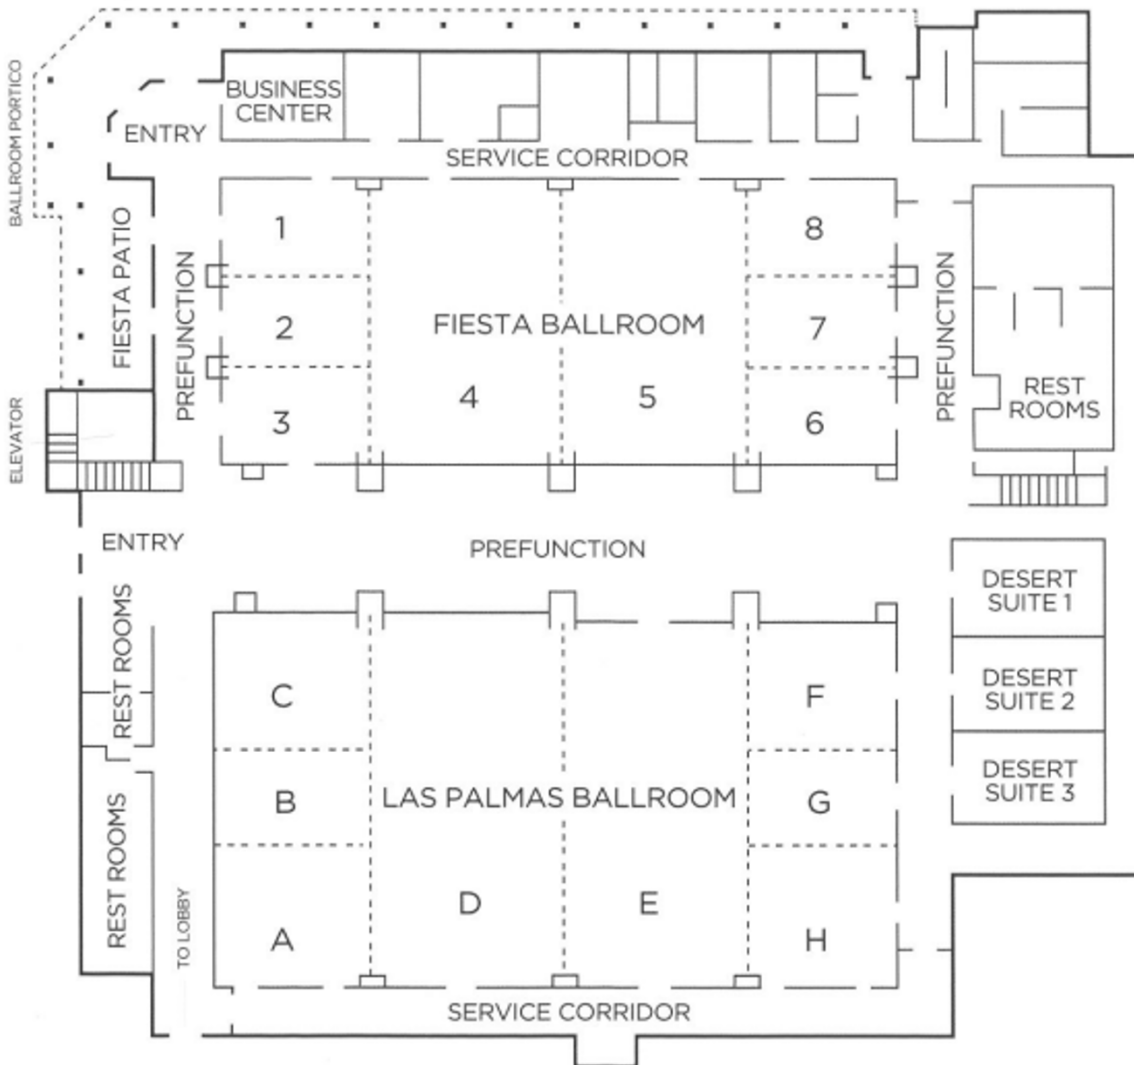 BALLROOM PORTICO
BUSINESS
CENTER
ENTRY
SERVICE CORRIDOR
FIESTA PATIO
PREFUNCTION
1
2
3
FIESTA BALLROOM
4
5
8
7
6
PREFUNCTION
REST
ROOMS
ELEVATOR
ENTRY
PREFUNCTION
REST ROOMS
REST ROOMS
TO LOBBY
C
B
A
LAS PALMAS BALLROOM
D
E
F
G
H
DESERT
SUITE 1
DESERT
SUITE 2
DESERT
SUITE 3
SERVICE CORRIDOR